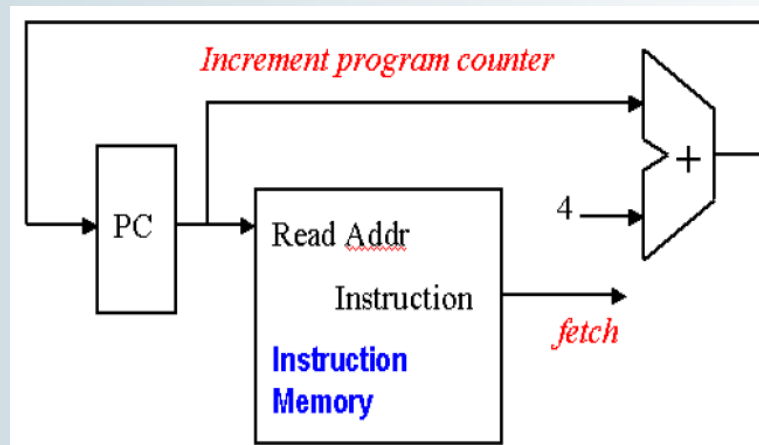 Increment program counter
+
PC
4
Read Addr
Instruction
fetch
Instruction
Memory